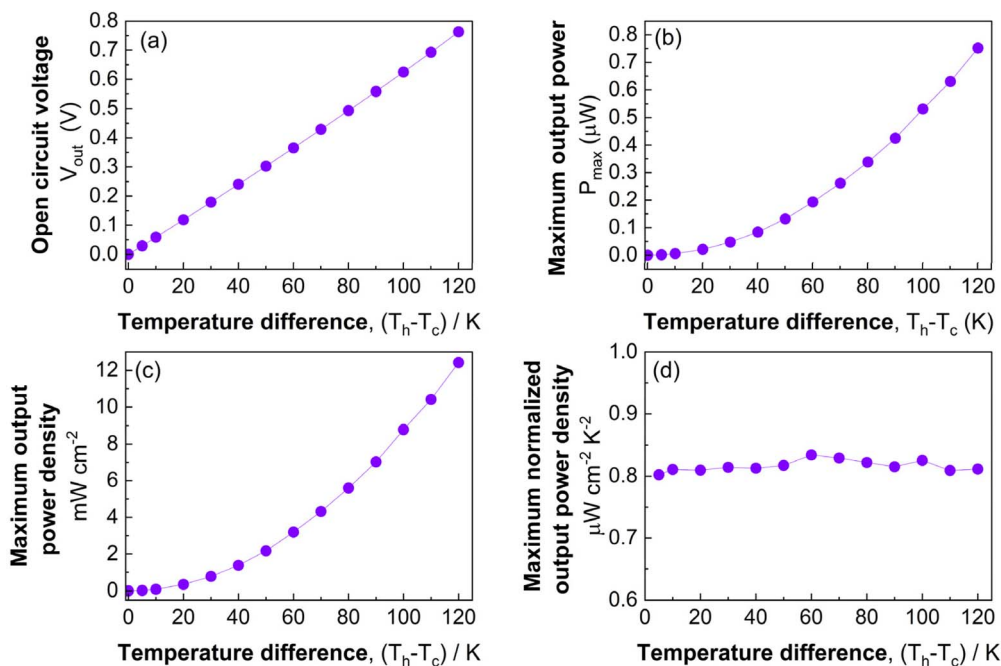 (a)
Open circuit voltage
V_out (V)
0.8
0.7
0.6
0.5
0.4
0.3
0.2
0.1
0.0
0 20 40 60 80 100 120
Temperature difference, (T_h-T_c) / K
(b)
Maximum output power
P_max (μW)
0.8
0.7
0.6
0.5
0.4
0.3
0.2
0.1
0.0
0 20 40 60 80 100 120
Temperature difference, T_h-T_c (K)
(c)
Maximum output
power density
mW cm⁻²
12
10
8
6
4
2
0
0 20 40 60 80 100 120
Temperature difference, (T_h-T_c) / K
(d)
Maximum normalized
output power density
μW cm⁻² K⁻²
1.0
0.9
0.8
0.7
0.6
0 20 40 60 80 100 120
Temperature difference, (T_h-T_c) / K